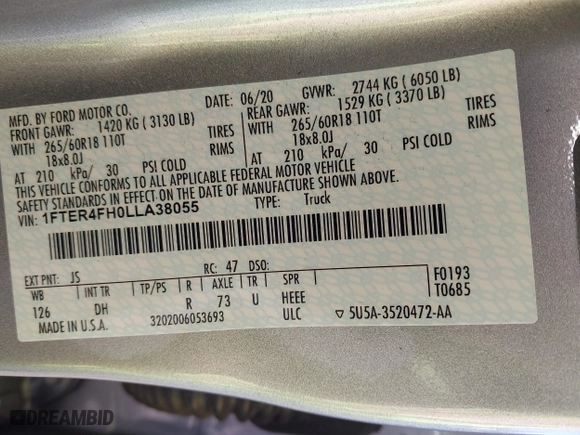 MFD. BY FORD MOTOR CO.
DATE: 06/20 GVWR: 2744 KG ( 6050 LB)
FRONT GAWR: 1420 KG ( 3130 LB) REAR GAWR: 1529 KG ( 3370 LB)
WITH 265/60R18 110T TIRES WITH 265/60R18 110T TIRES
18x8.0J RIMS 18x8.0J RIMS
AT 210 kPa/ 30 PSI COLD AT 210 kPa/ 30 PSI COLD
THIS VEHICLE CONFORMS TO ALL APPLICABLE FEDERAL MOTOR VEHICLE
SAFETY STANDARDS IN EFFECT ON THE DATE OF MANUFACTURE SHOWN ABOVE.
VIN: 1FTER4FH0LLA38055 TYPE: Truck
EXT PNT: JS RC: 47 DSO:
WB INT TR TP/PS R AXLE TR SPR F0193
126 DH R 73 U HEEE T0685
MADE IN U.S.A. 3202006053693 ULC ▽ 5U5A-3520472-AA
DREAMBID